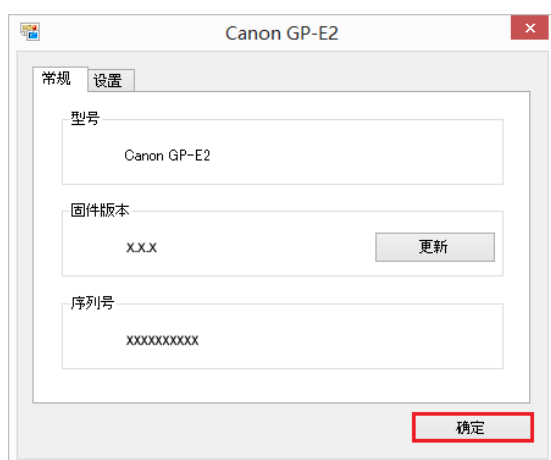 Canon GP-E2
常规 设置
型号
Canon GP-E2
固件版本
X.X.X 更新
序列号
XXXXXXXXXX
确定